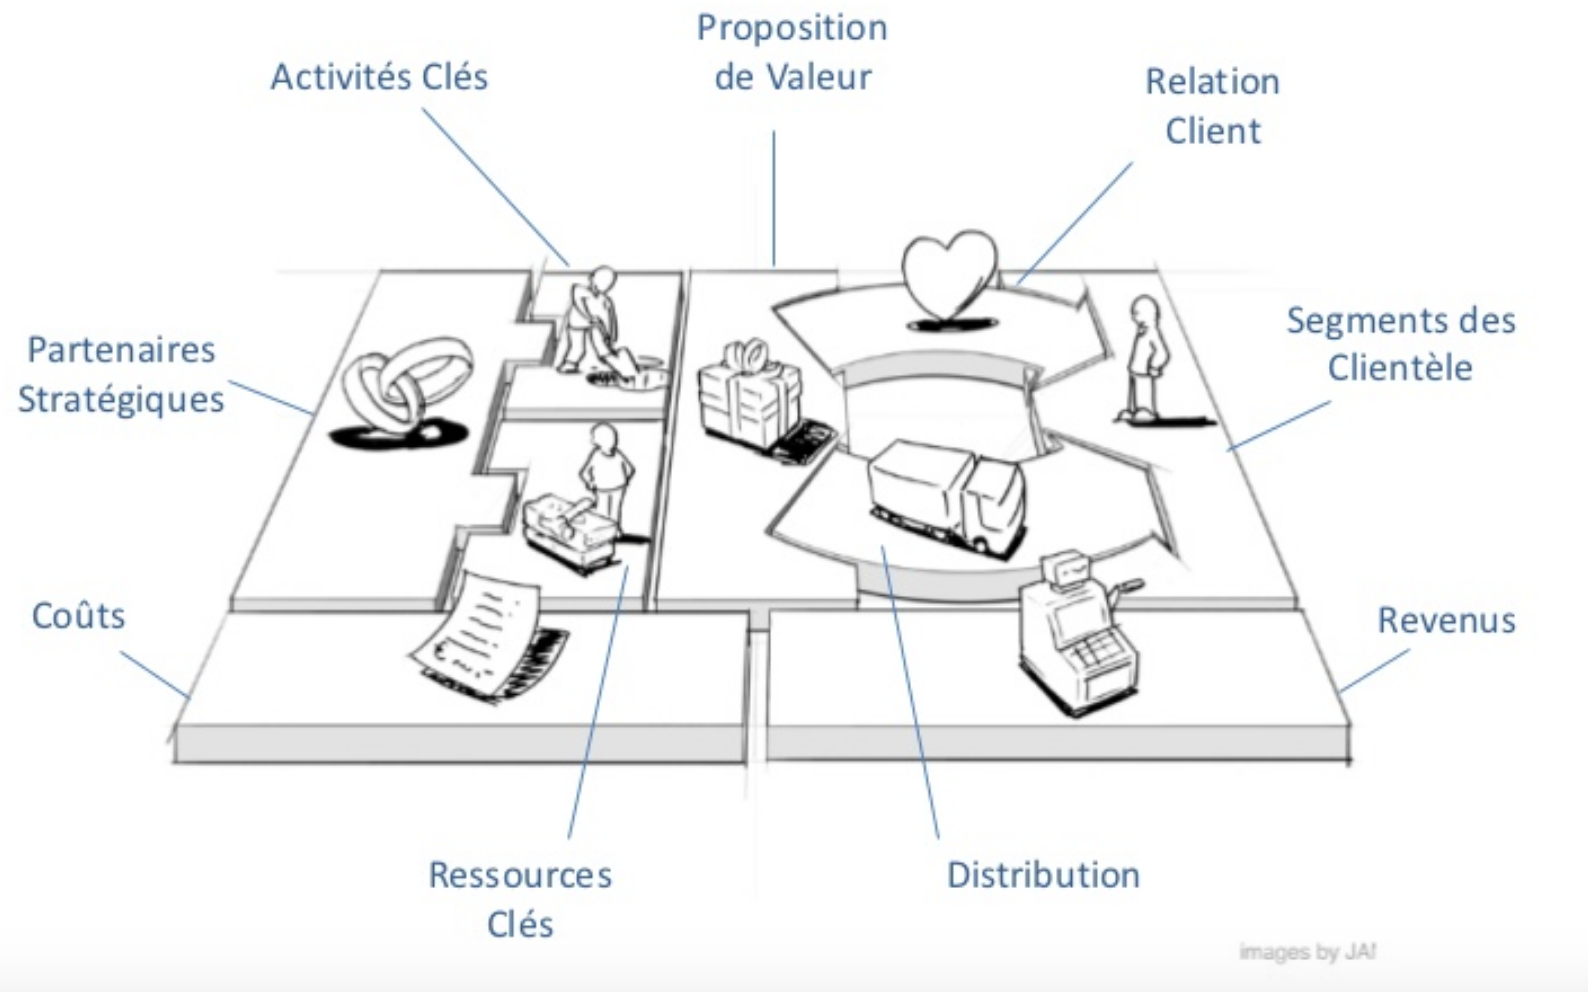 Proposition
de Valeur
Activités Clés
Relation
Client
Segments des
Clientèle
Partenaires
Stratégiques
Coûts
Revenus
Ressources
Clés
Distribution
images by